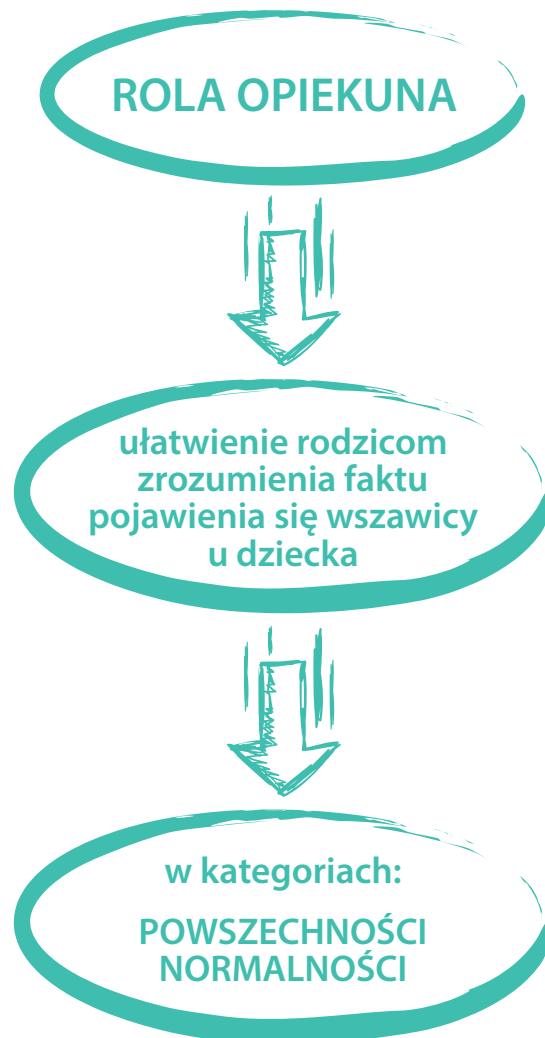 ROLA OPIEKUNA
ułatwienie rodzicom
zrozumienia faktu
pojawienia się wszawicy
u dziecka
w kategoriach:
POWSZECHNOŚCI
NORMALNOŚCI